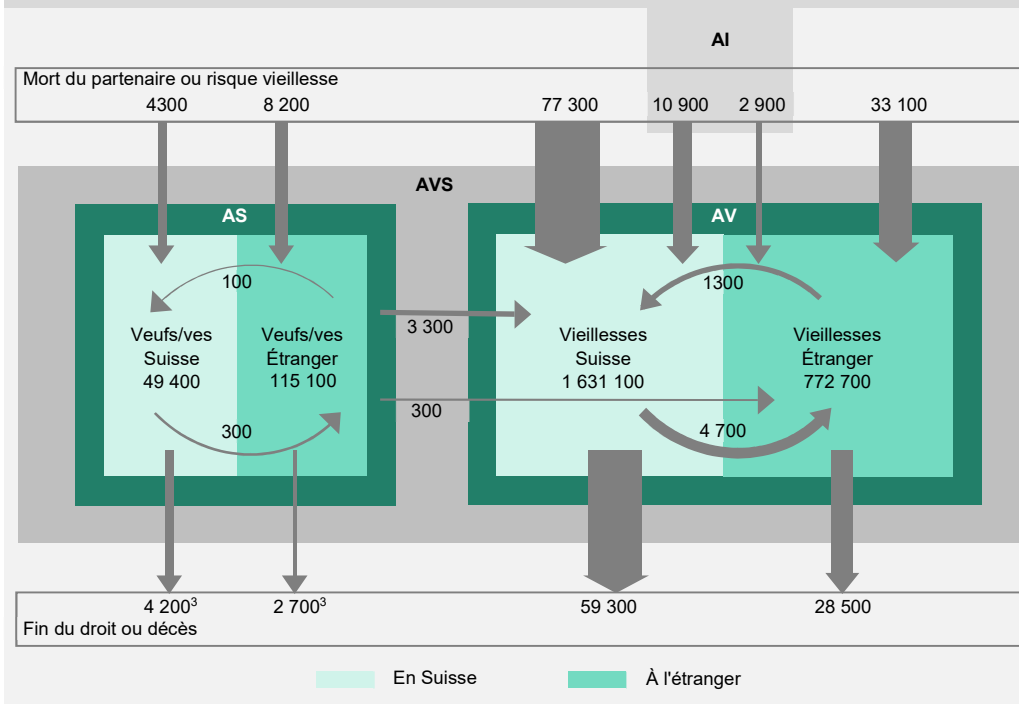 AI
Mort du partenaire ou risque vieillesse
4300
8 200
77 300
10 900
2 900
33 100
AVS
AS
AV
100
1300
3 300
Veufs/ves
Suisse
49 400
Veufs/ves
Étranger
115 100
Vieillesses
Suisse
1 631 100
Vieillesses
Étranger
772 700
300
300
4 700
4 200³
2 700³
59 300
28 500
Fin du droit ou décès
En Suisse
À l'étranger